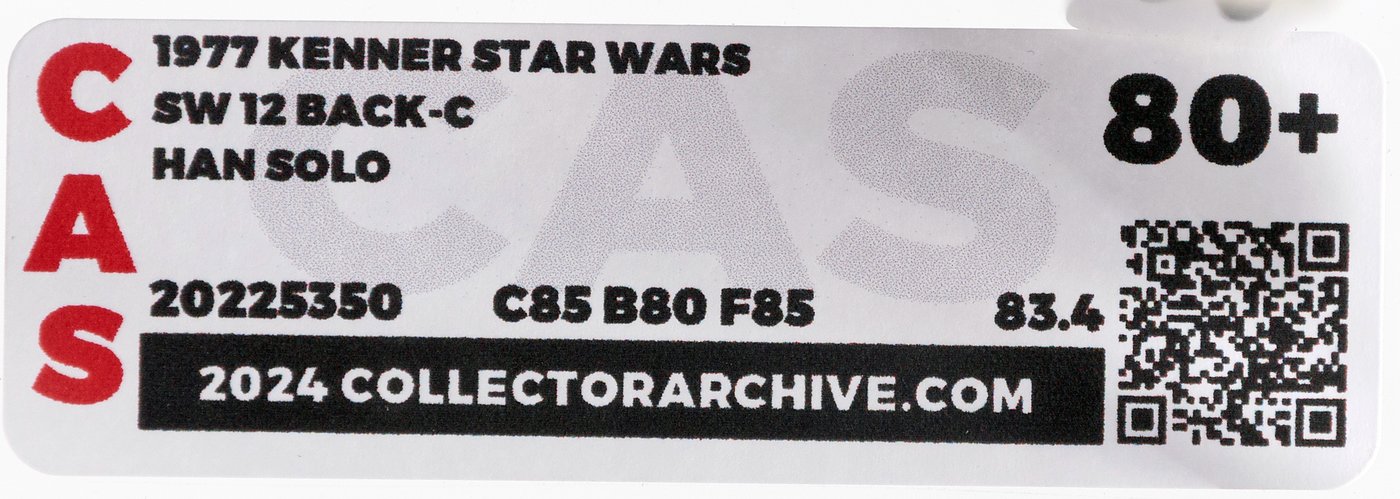 CAS
1977 KENNER STAR WARS
SW 12 BACK-C
HAN SOLO
80+
CAS
20225350 C85 B80 F85 83.4
2024 COLLECTORARCHIVE.COM